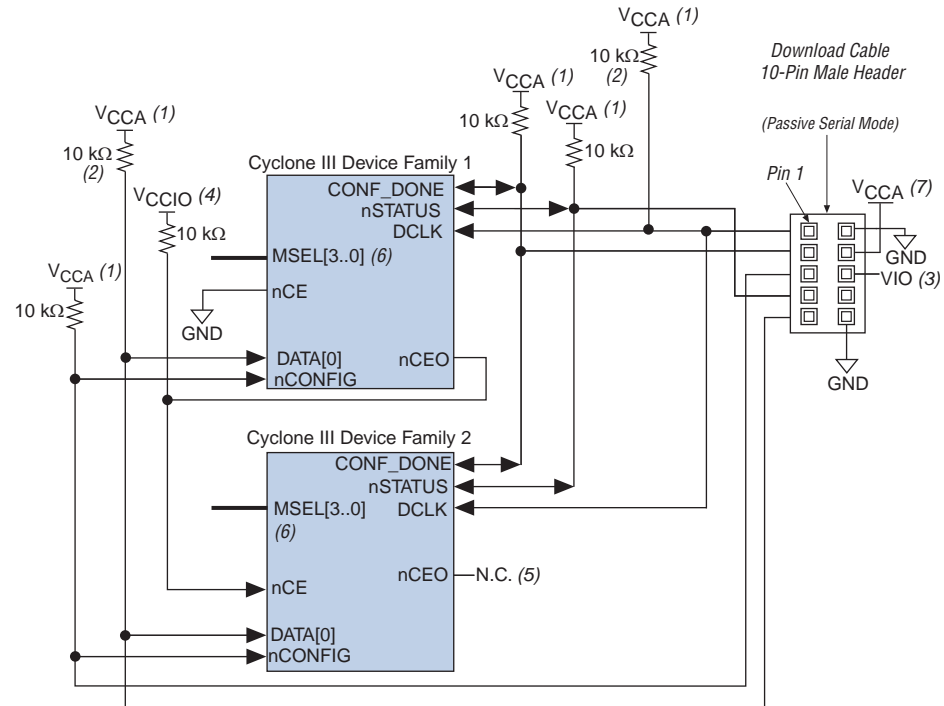 VCCA (1)
10 kΩ
(2)
Download Cable
10-Pin Male Header
(Passive Serial Mode)
Pin 1
VCCA (7)
GND
VIO (3)
GND
VCCA (1)
10 kΩ
VCCA (1)
10 kΩ
VCCA (1)
10 kΩ
(2)
VCCIO (4)
10 kΩ
VCCA (1)
10 kΩ
Cyclone III Device Family 1
CONF_DONE
nSTATUS
DCLK
MSEL[3..0] (6)
nCE
GND
DATA[0]
nCEO
nCONFIG
Cyclone III Device Family 2
CONF_DONE
nSTATUS
MSEL[3..0]
DCLK
(6)
nCEO
N.C. (5)
nCE
DATA[0]
nCONFIG